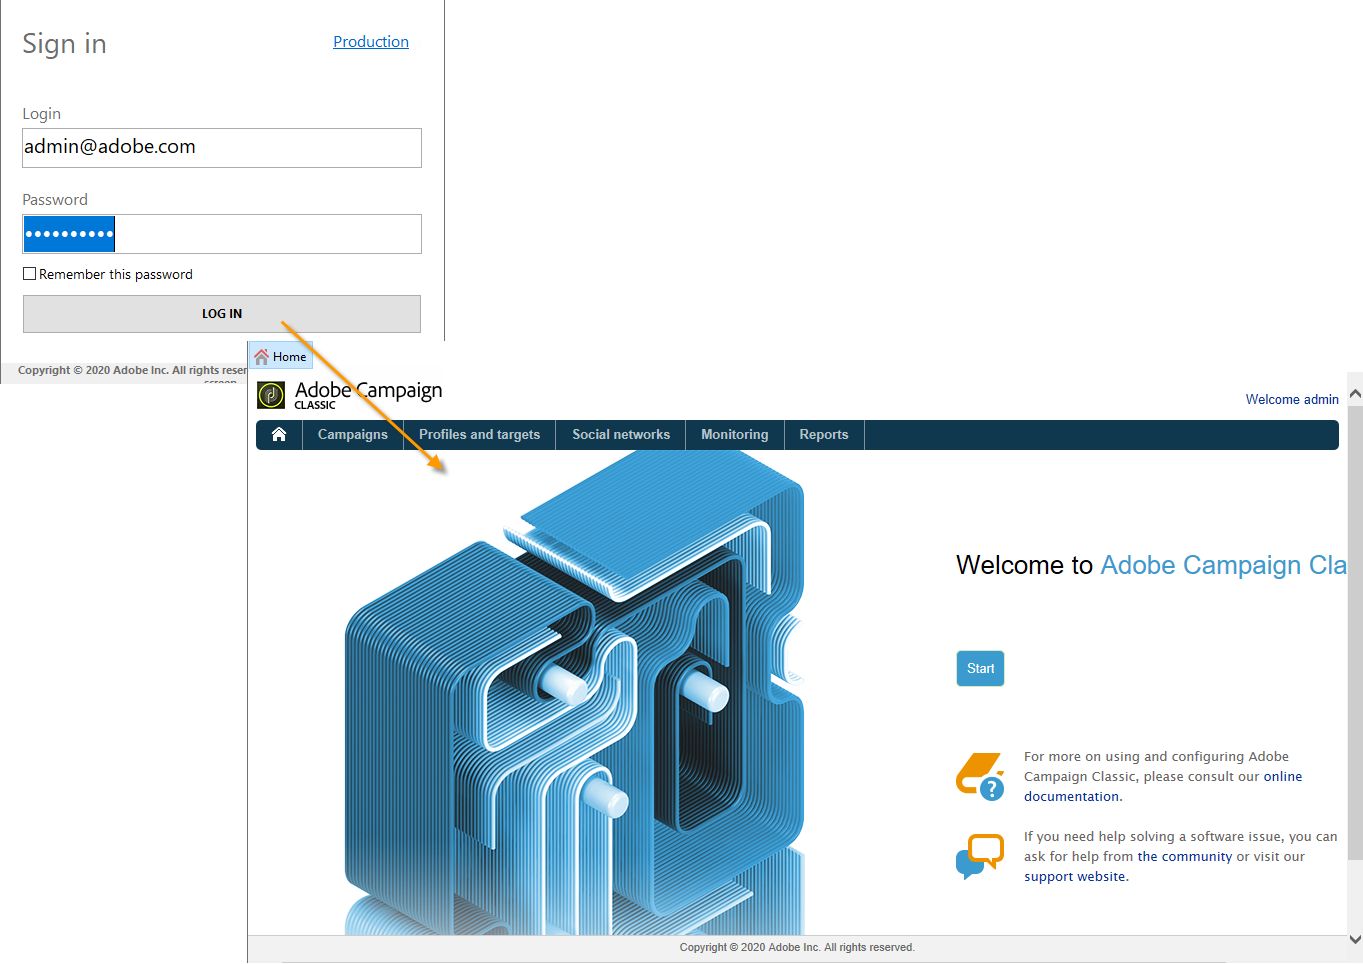 Sign in
Production
Login
admin@adobe.com
Password
Remember this password
LOG IN
Copyright © 2020 Adobe Inc. All rights reser
Home
Adobe Campaign
CLASSIC
Welcome admin
Campaigns Profiles and targets Social networks Monitoring Reports
Welcome to Adobe Campaign Cla
Start
For more on using and configuring Adobe
Campaign Classic, please consult our online
documentation.
If you need help solving a software issue, you can
ask for help from the community or visit our
support website.
Copyright © 2020 Adobe Inc. All rights reserved.